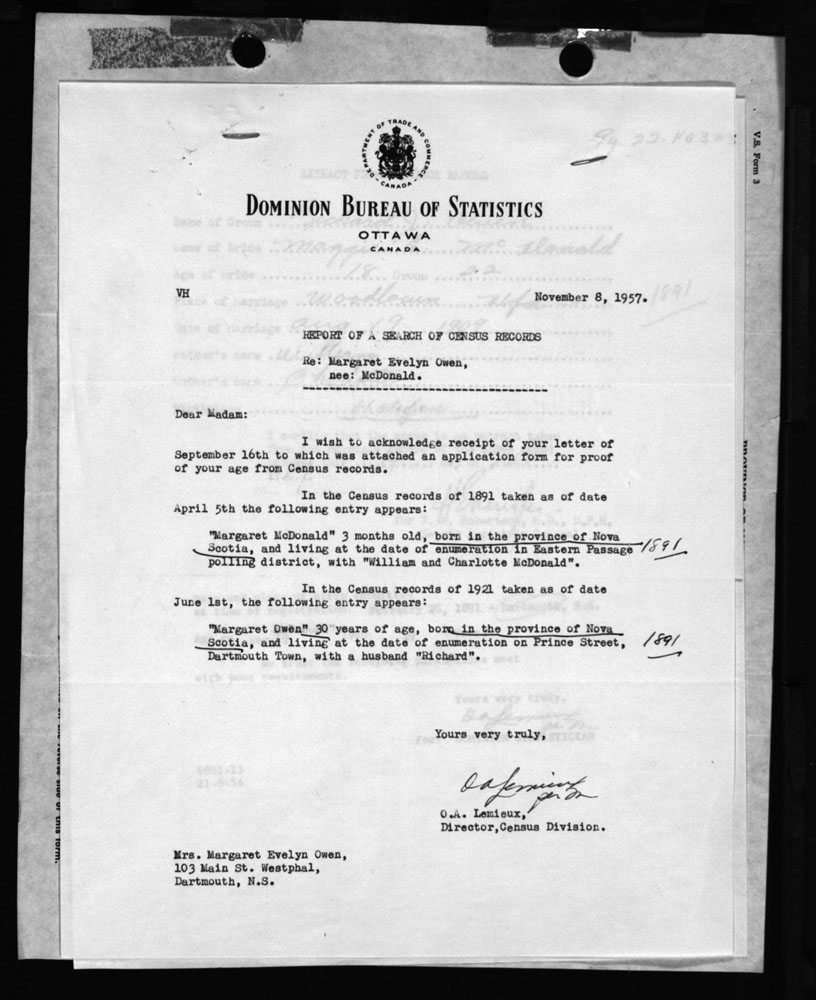 Pg 22-
V.S. Form 3
DEPARTMENT OF TRADE AND COMMERCE
CANADA
DOMINION BUREAU OF STATISTICS
OTTAWA
CANADA
VH
November 8, 1957.
1891
REPORT OF A SEARCH OF CENSUS RECORDS
Re: Margaret Evelyn Owen,
nee: McDonald.
Dear Madam:
I wish to acknowledge receipt of your letter of
September 16th to which was attached an application form for proof
of your age from Census records.
In the Census records of 1891 taken as of date
April 5th the following entry appears:
"Margaret McDonald" 3 months old, born in the province of Nova
Scotia, and living at the date of enumeration in Eastern Passage
polling district, with "William and Charlotte McDonald".
1891
In the Census records of 1921 taken as of date
June 1st, the following entry appears:
"Margaret Owen" 30 years of age, born in the province of Nova
Scotia, and living at the date of enumeration on Prince Street,
Dartmouth Town, with a husband "Richard".
1891
Yours very truly,
OALemieux
per
O.A. Lemieux,
Director,Census Division.
Mrs. Margaret Evelyn Owen,
103 Main St. Westphal,
Dartmouth, N.S.